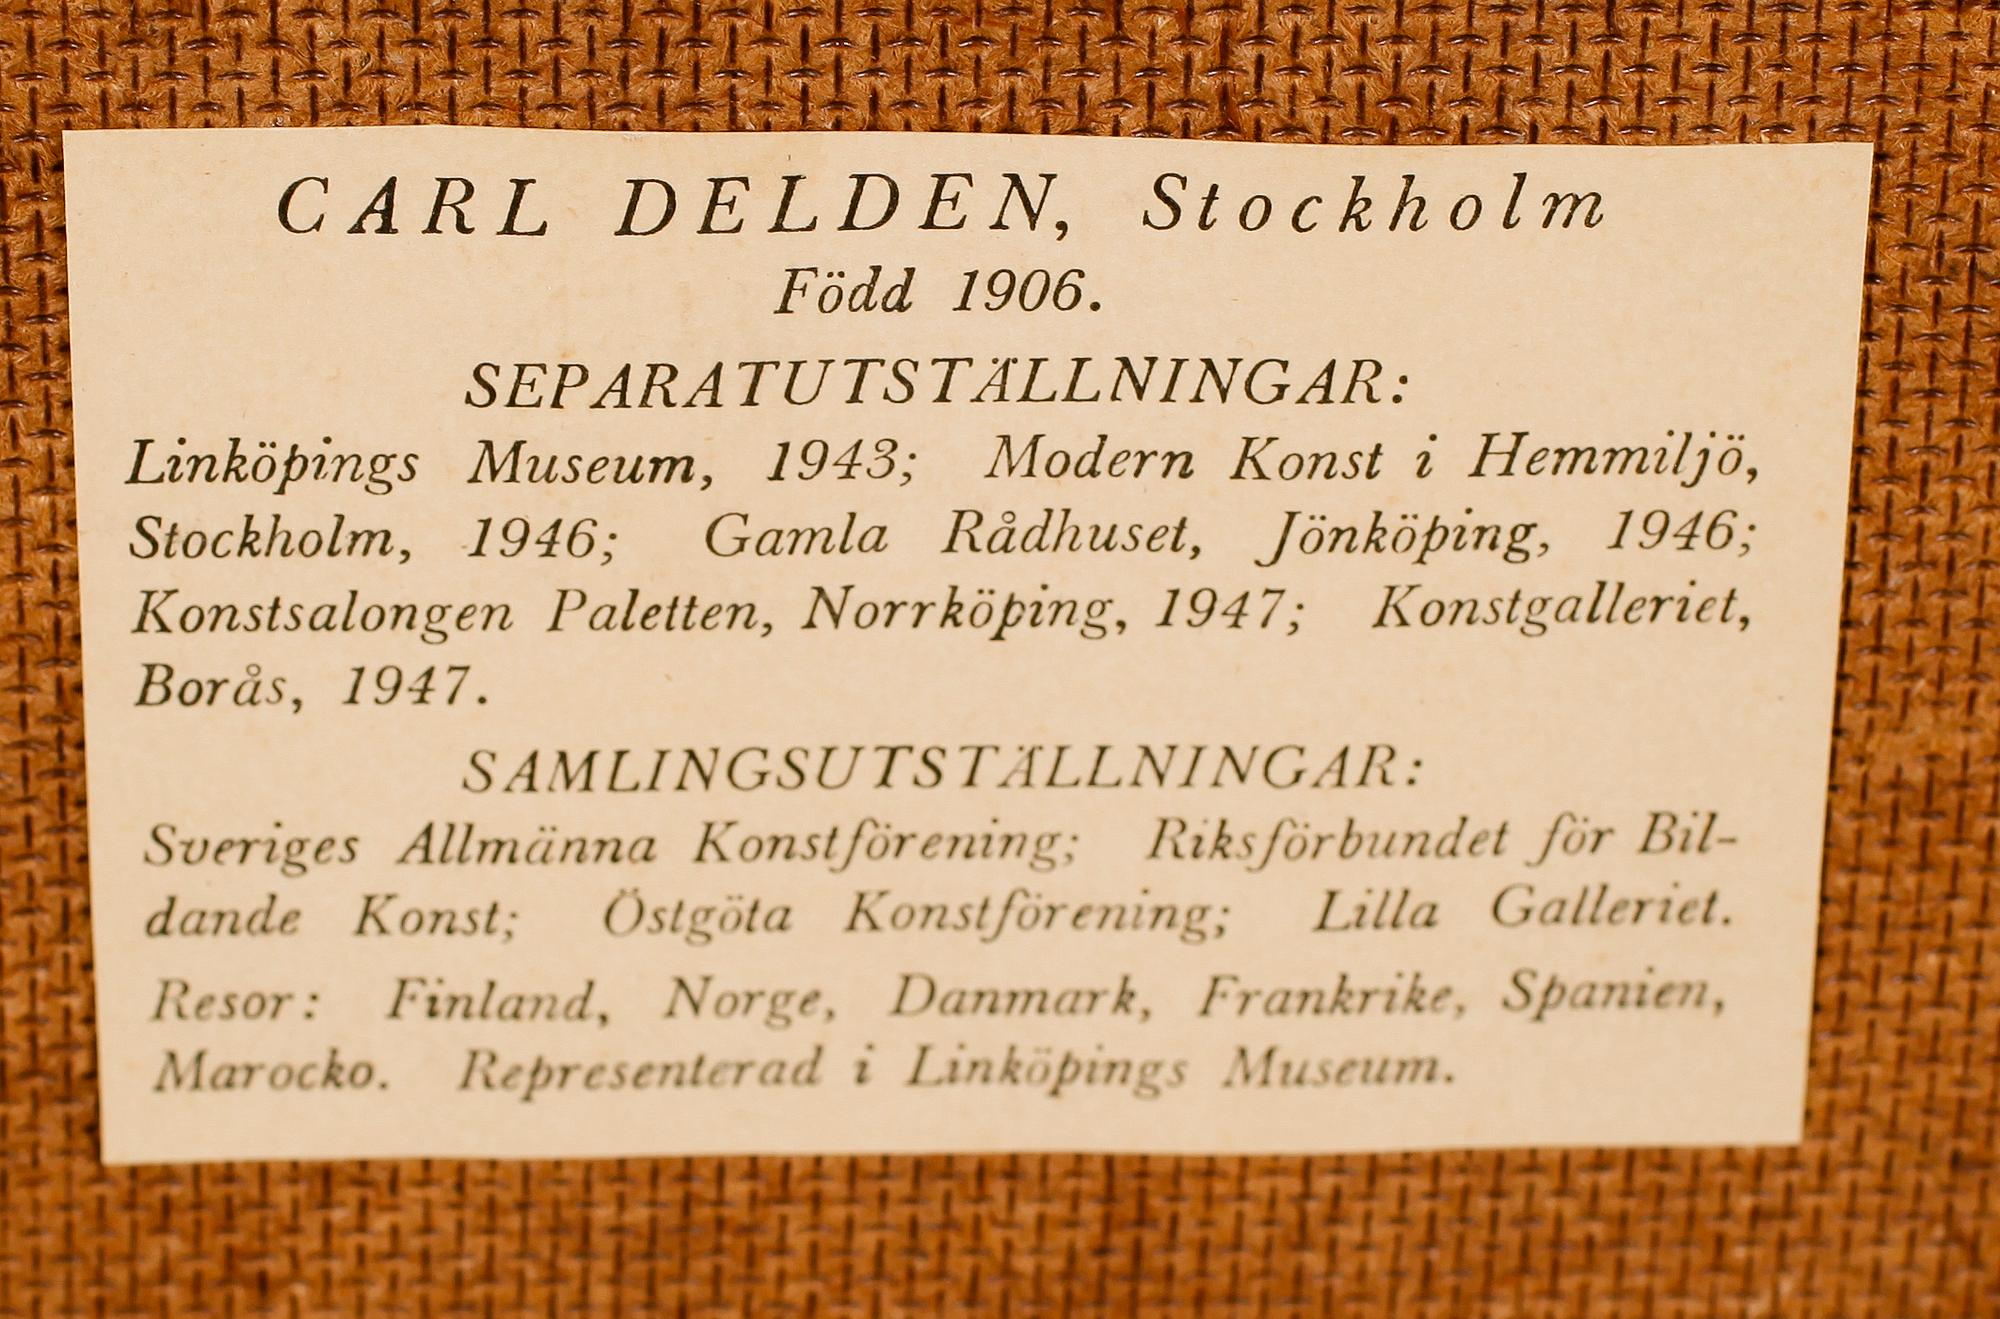 CARL DELDEN, Stockholm
Född 1906.
SEPARATUTSTÄLLNINGAR:
Linköpings Museum, 1943; Modern Konst i Hemmiljö,
Stockholm, 1946; Gamla Rådhuset, Jönköping, 1946;
Konstsalongen Paletten, Norrköping, 1947; Konstgalleriet,
Borås, 1947.
SAMLINGSUTSTÄLLNINGAR:
Sveriges Allmänna Konstförening; Riksförbundet för Bil-
dande Konst; Östgöta Konstförening; Lilla Galleriet.
Resor: Finland, Norge, Danmark, Frankrike, Spanien,
Marocko. Representerad i Linköpings Museum.